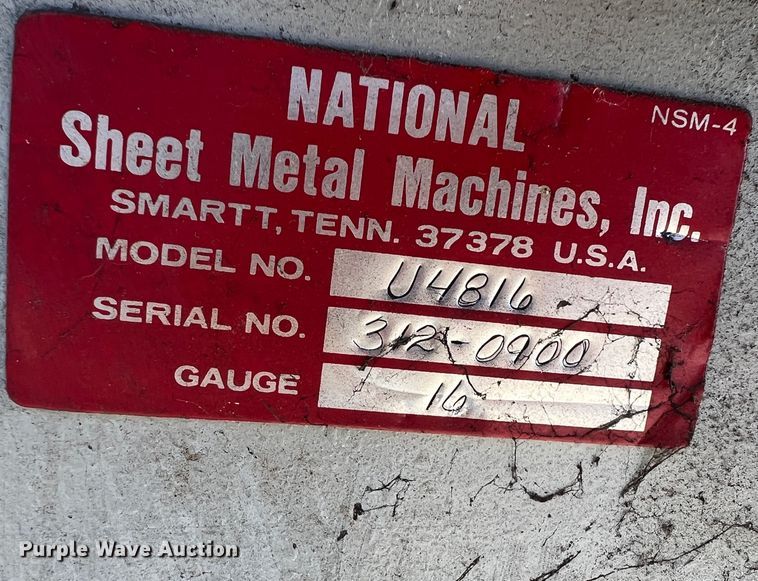 NATIONAL
NSM-4
Sheet Metal Machines, Inc.
SMARTT, TENN. 37378 U.S.A.
MODEL NO. U4816
SERIAL NO. 312-0900
GAUGE 16
Purple Wave Auction